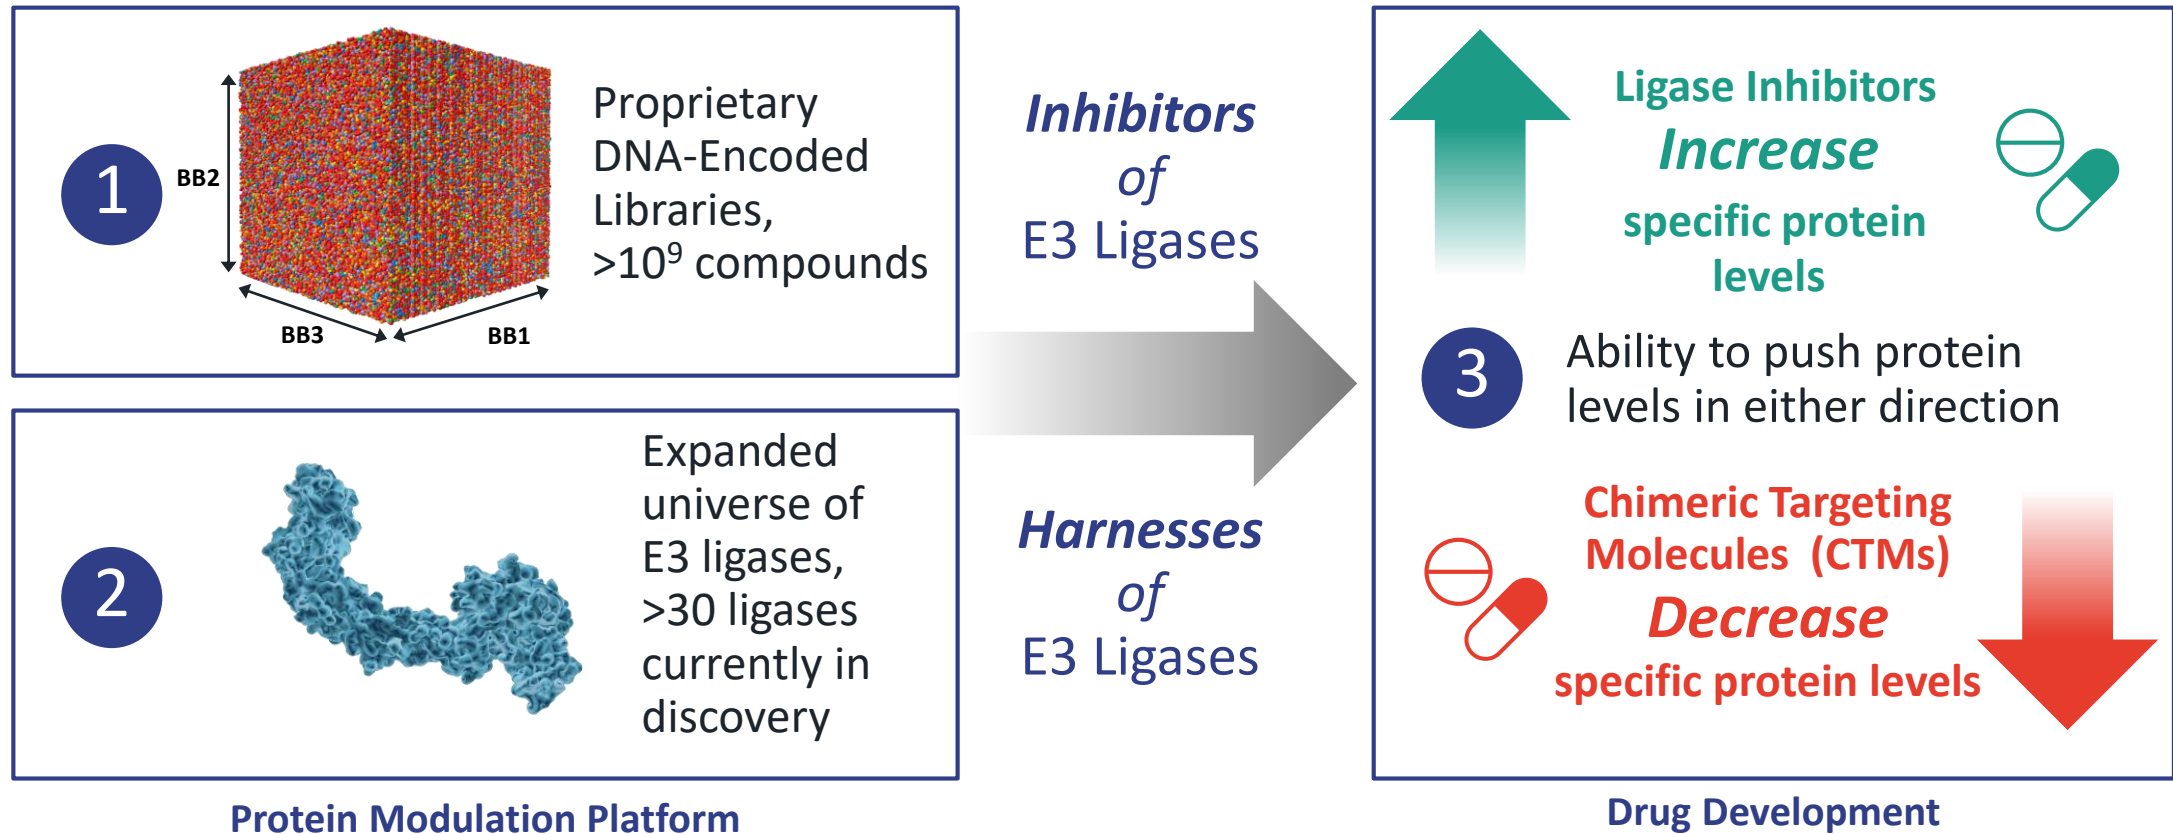 1
BB2
BB3
BB1
Proprietary
DNA-Encoded
Libraries,
>10⁹ compounds
2
Expanded
universe of
E3 ligases,
>30 ligases
currently in
discovery
Protein Modulation Platform
Inhibitors
of
E3 Ligases
Harnesses
of
E3 Ligases
Ligase Inhibitors
Increase
specific protein
levels
3
Ability to push protein
levels in either direction
Chimeric Targeting
Molecules (CTMs)
Decrease
specific protein levels
Drug Development